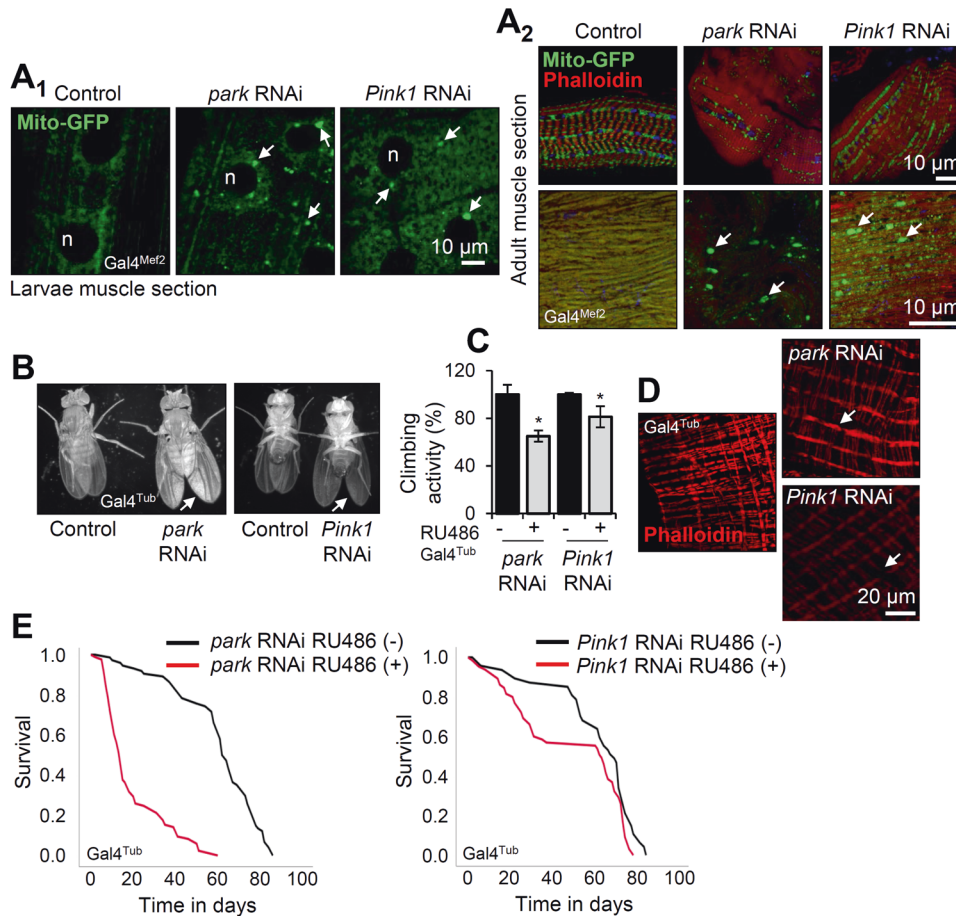 A1
Control
park RNAi
Pink1 RNAi
Mito-GFP
n
n
n
Gal4Mef2
10 µm
Larvae muscle section
A2
Control
park RNAi
Pink1 RNAi
Mito-GFP
Phalloidin
Adult muscle section
10 µm
Gal4Mef2
10 µm
B
Gal4Tub
Control
park
RNAi
Control
Pink1
RNAi
C
Climbing
activity (%)
120
80
40
0
*
*
RU486
- + - +
Gal4Tub
park
RNAi
Pink1
RNAi
D
Gal4Tub
Phalloidin
park RNAi
Pink1 RNAi
20 µm
E
park RNAi RU486 (-)
park RNAi RU486 (+)
Survival
1.0
0.8
0.6
0.4
0.2
0.0
Gal4Tub
0 20 40 60 80 100
Time in days
Pink1 RNAi RU486 (-)
Pink1 RNAi RU486 (+)
Survival
1.0
0.8
0.6
0.4
0.2
0.0
Gal4Tub
0 20 40 60 80 100
Time in days